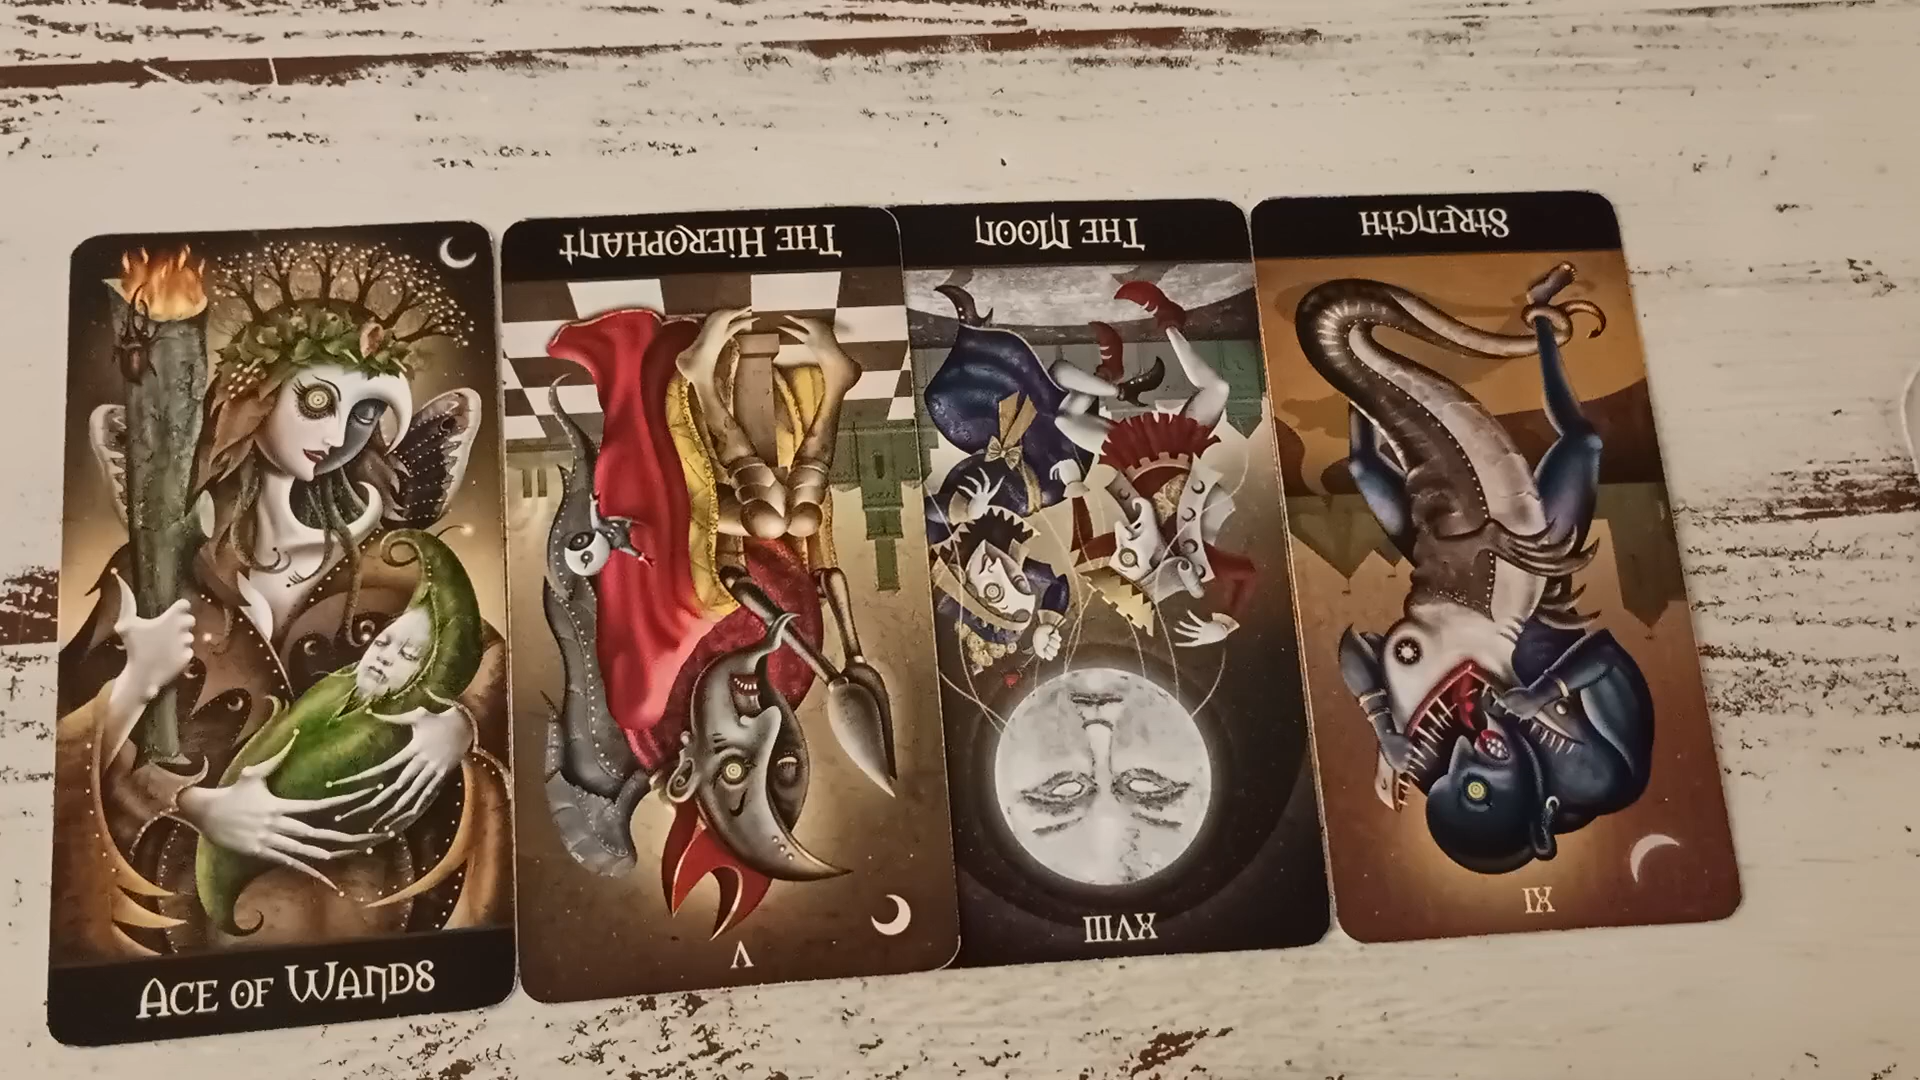 ACE OF WANDS
THE HIEROPHANT
V
THE MOON
XVIII
STRENGTH
XI